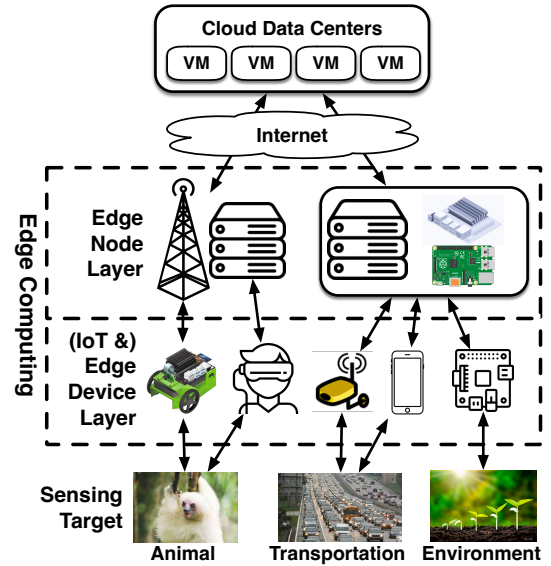 Cloud Data Centers
VM VM VM VM
Internet
Edge Computing
Edge
Node
Layer
(IoT &)
Edge
Device
Layer
Sensing
Target
Animal Transportation Environment